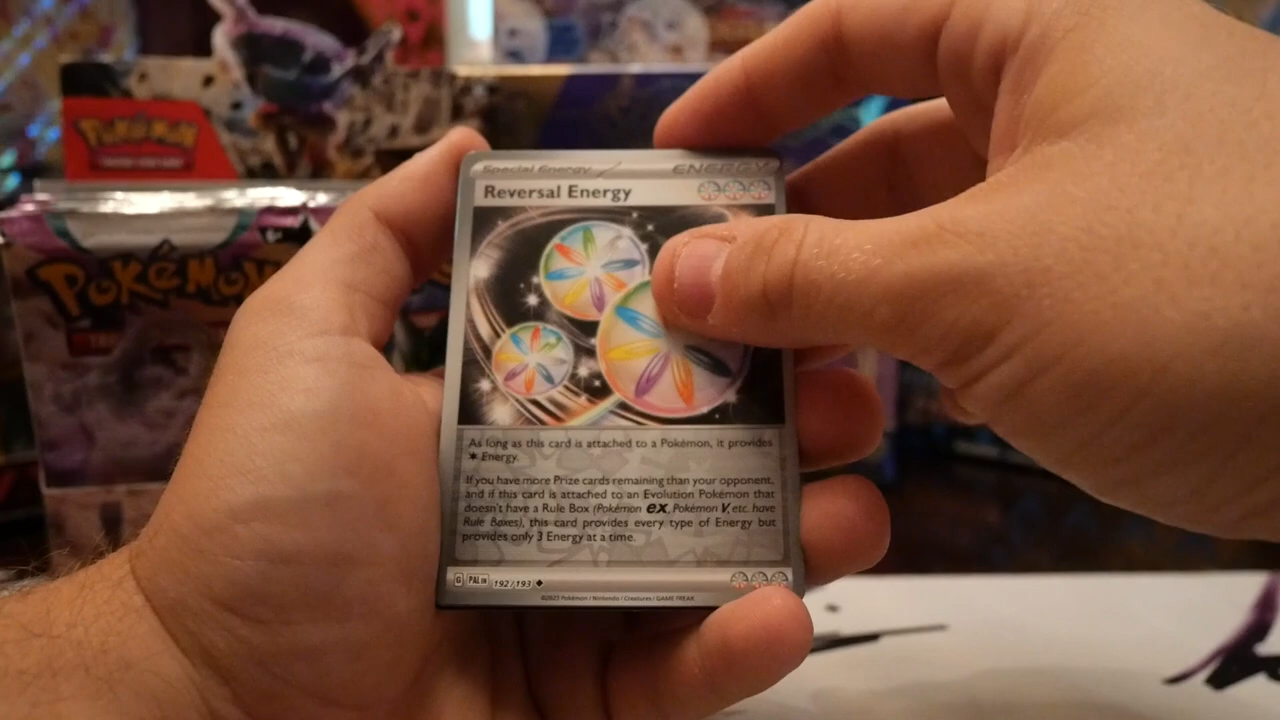 POKÉMON
POKÉMON
Special Energy
ENERGY
Reversal Energy
As long as this card is attached to a Pokémon, it provides
Energy.
If you have more Prize cards remaining than your opponent,
and if this card is attached to an Evolution Pokémon that
doesn't have a Rule Box (Pokémon ex, Pokémon V, etc. have
Rule Boxes), this card provides every type of Energy but
provides only 3 Energy at a time.
G PAL EN 192/193
©2023 Pokémon / Nintendo / Creatures / GAME FREAK